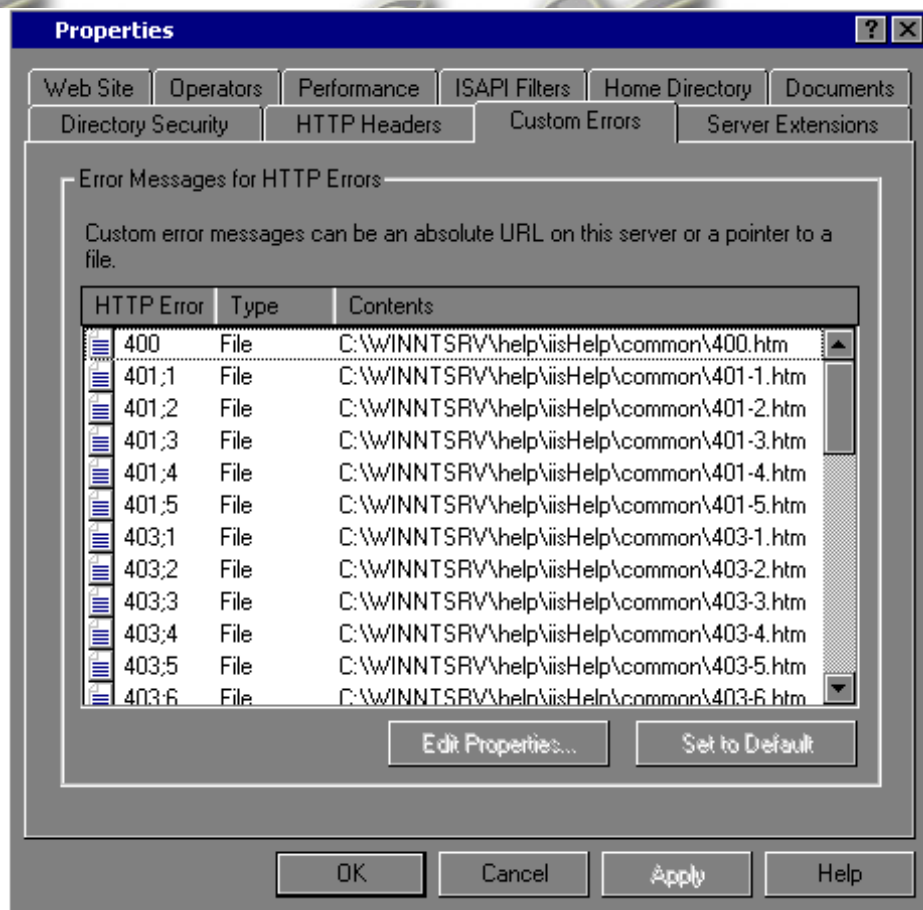 Properties
Web Site Operators Performance ISAPI Filters Home Directory Documents
Directory Security HTTP Headers Custom Errors Server Extensions
Error Messages for HTTP Errors
Custom error messages can be an absolute URL on this server or a pointer to a
file.
HTTP Error Type Contents
400 File C:\WINNTSRV\help\iisHelp\common\400.htm
401;1 File C:\WINNTSRV\help\iisHelp\common\401-1.htm
401;2 File C:\WINNTSRV\help\iisHelp\common\401-2.htm
401;3 File C:\WINNTSRV\help\iisHelp\common\401-3.htm
401;4 File C:\WINNTSRV\help\iisHelp\common\401-4.htm
401;5 File C:\WINNTSRV\help\iisHelp\common\401-5.htm
403;1 File C:\WINNTSRV\help\iisHelp\common\403-1.htm
403;2 File C:\WINNTSRV\help\iisHelp\common\403-2.htm
403;3 File C:\WINNTSRV\help\iisHelp\common\403-3.htm
403;4 File C:\WINNTSRV\help\iisHelp\common\403-4.htm
403;5 File C:\WINNTSRV\help\iisHelp\common\403-5.htm
403;6 File C:\WINNTSRV\help\iisHelp\common\403-6.htm
Edit Properties... Set to Default
OK Cancel Apply Help